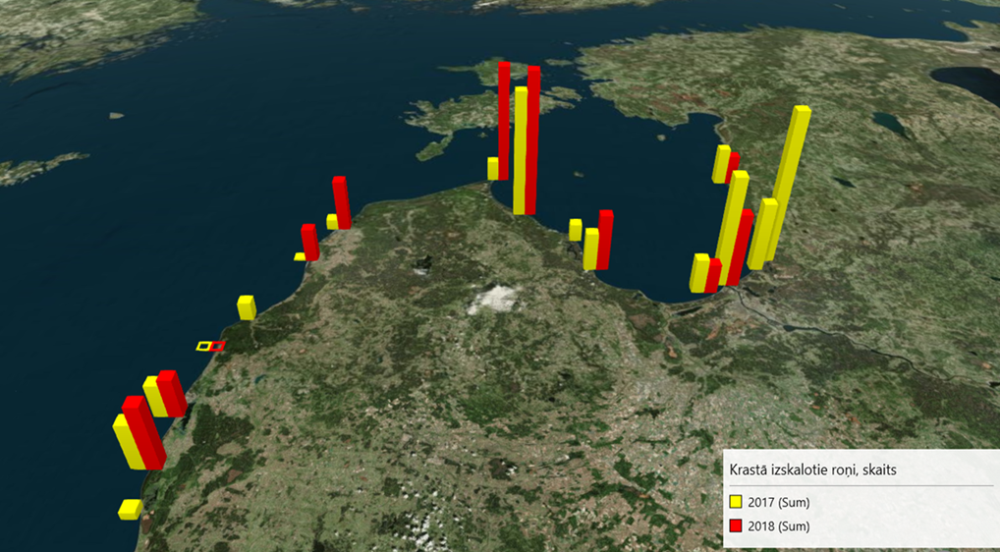 Krastā izskalotie roņi, skaits
2017 (Sum)
2018 (Sum)